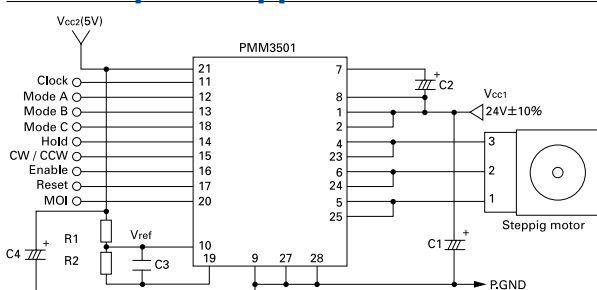 Vcc2(5V)
PMM3501
21
7
Clock
11
Mode A
12
8
C2
+
Vcc1
Mode B
13
1
24V±10%
Mode C
18
2
Hold
14
4
3
CW / CCW
15
23
Enable
16
6
2
Reset
17
24
MOI
20
5
1
25
Steppig motor
R1
Vref
+
C4
10
C1
+
R2
C3
19
9
27
28
P.GND